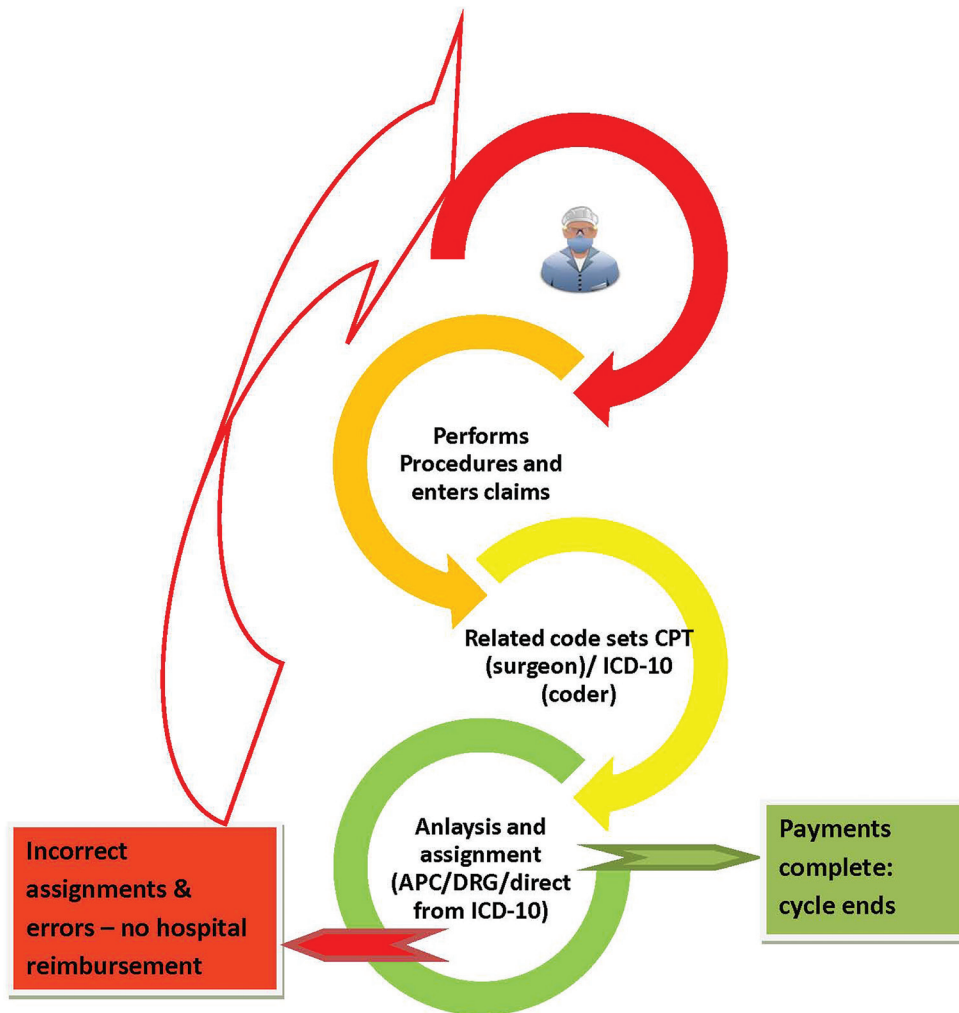 Performs
Procedures and
enters claims
Related code sets CPT
(surgeon)/ ICD-10
(coder)
Anlaysis and
assignment
(APC/DRG/direct
from ICD-10)
Payments
complete:
cycle ends
Incorrect
assignments &
errors – no hospital
reimbursement